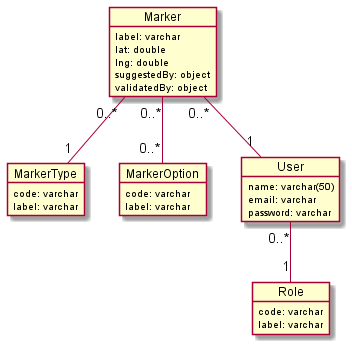 Marker
label: varchar
lat: double
lng: double
suggestedBy: object
validatedBy: object
0..* 0..* 0..*
1 0..* 1
MarkerType
code: varchar
label: varchar
MarkerOption
code: varchar
label: varchar
User
name: varchar(50)
email: varchar
password: varchar
0..*
1
Role
code: varchar
label: varchar